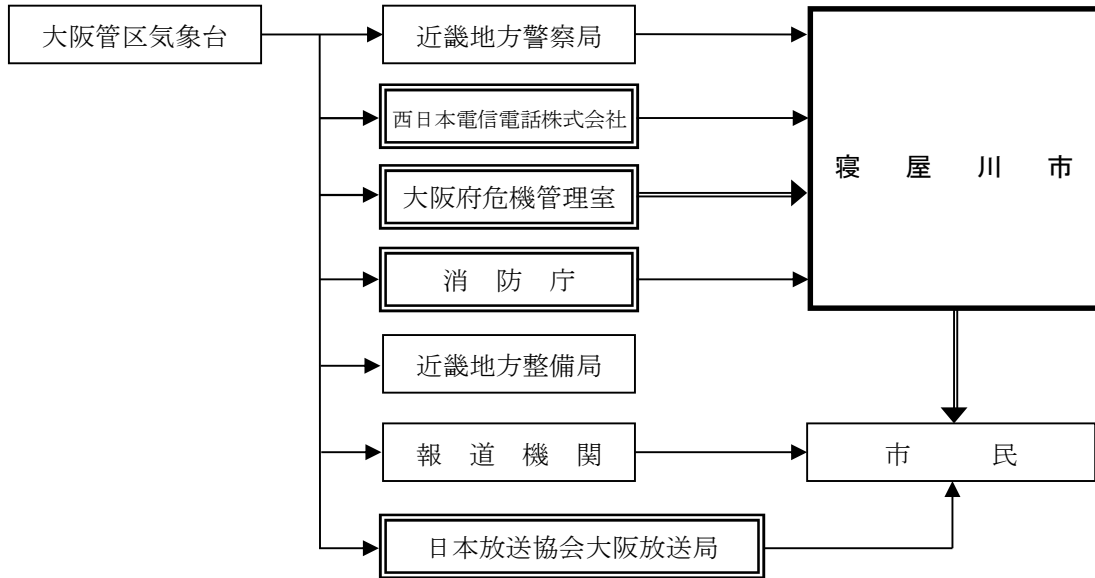 大阪管区気象台
近畿地方警察局
西日本電信電話株式会社
大阪府危機管理室
消　防　庁
近畿地方整備局
報　道　機　関
日本放送協会大阪放送局
寝　屋　川　市
市　　　民